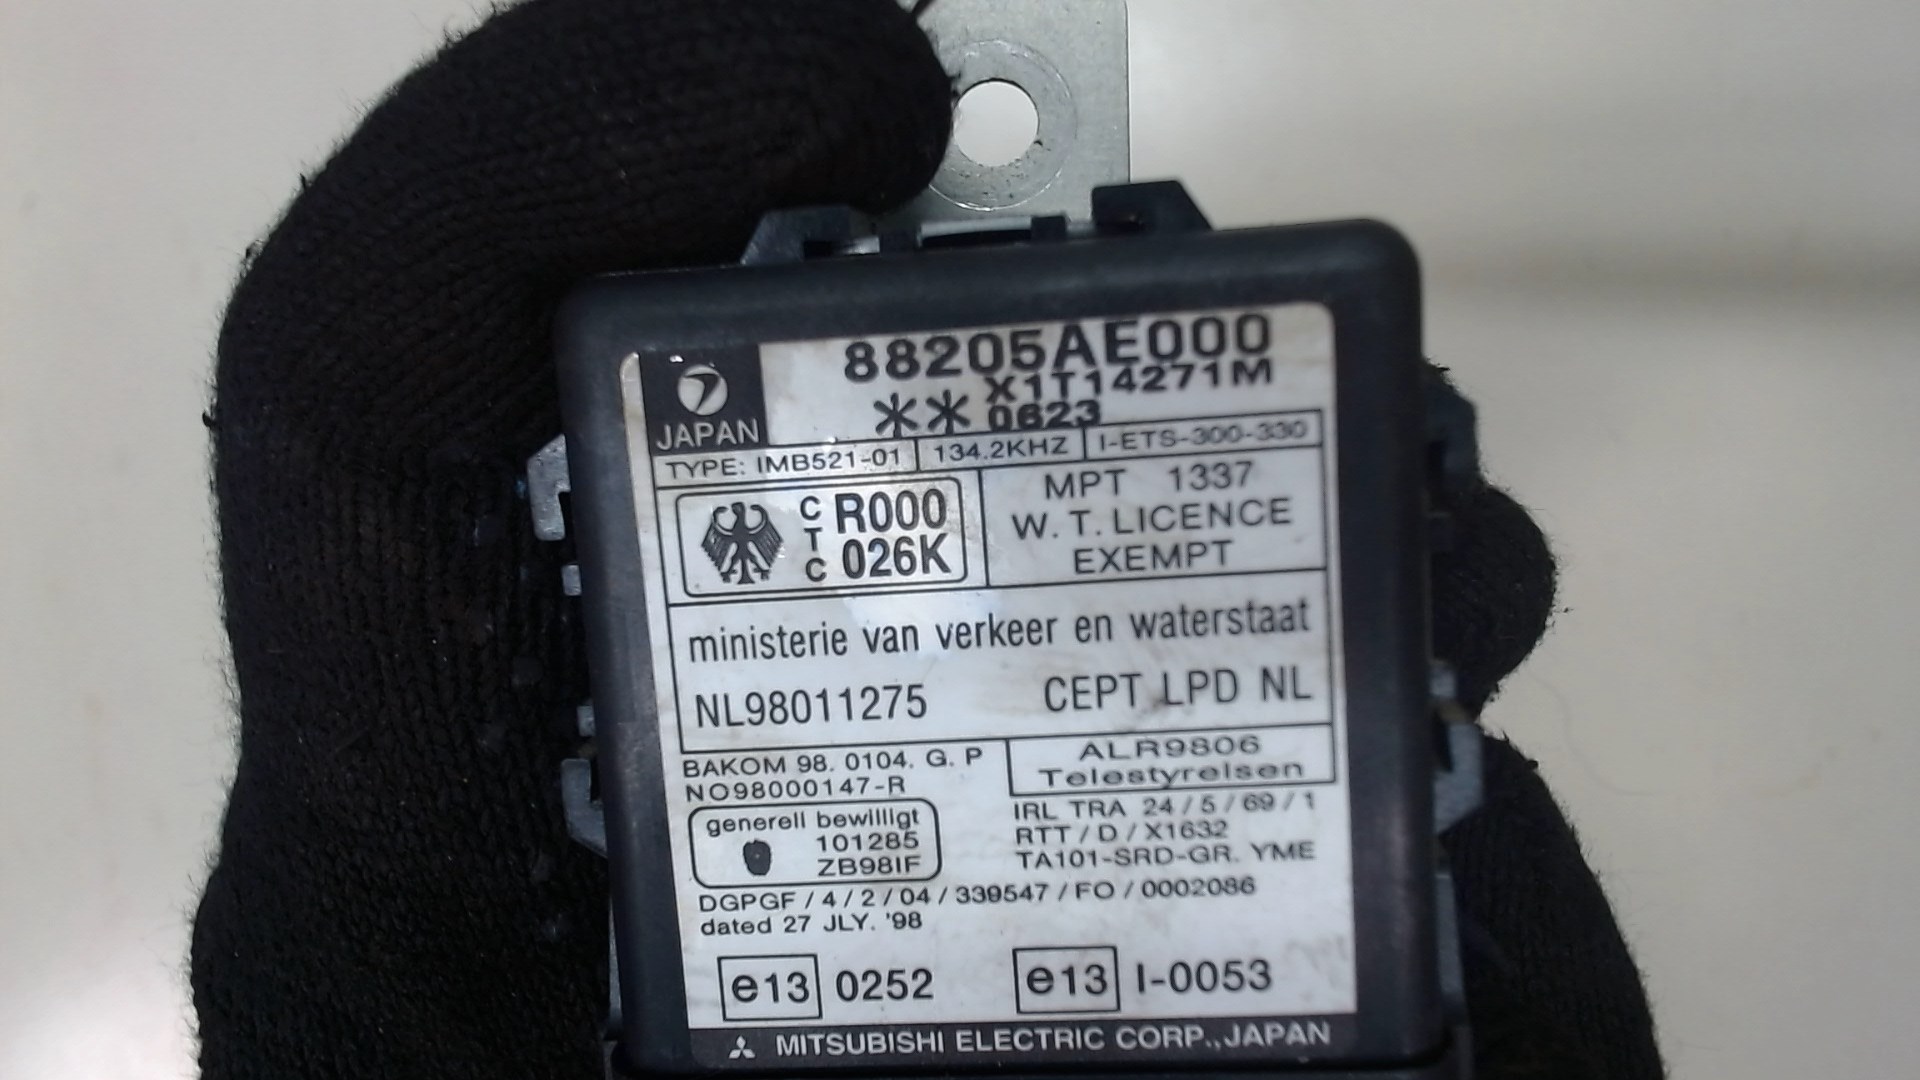 88205AE000
X1T14271M
JAPAN
** 0623
TYPE: IMB521-01 134.2KHZ I-ETS-300-330
CTC R000 026K
MPT 1337
W. T. LICENCE
EXEMPT
ministerie van verkeer en waterstaat
NL98011275 CEPT LPD NL
BAKOM 98. 0104. G. P
NO98000147-R
ALR9806
Telestyrelsen
generell bewilligt
101285
ZB98IF
IRL TRA 24/5/69/1
RTT/D/X1632
TA101-SRD-GR. YME
DGPGF/4/2/04/339547/FO/0002086
dated 27 JLY. '98
e13 0252 e13 I-0053
MITSUBISHI ELECTRIC CORP.,JAPAN